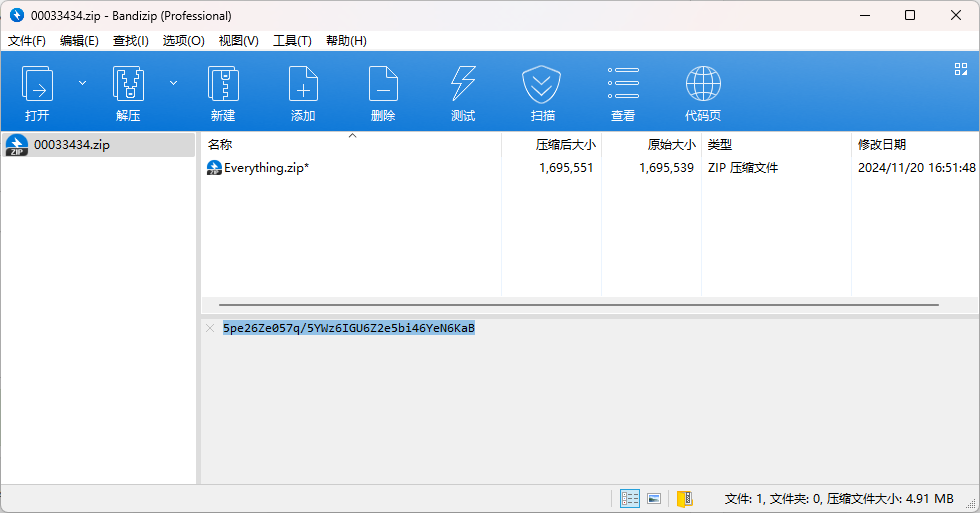 00033434.zip - Bandizip (Professional)
文件(F) 编辑(E) 查找(I) 选项(O) 视图(V) 工具(T) 帮助(H)
打开 解压 新建 添加 删除 测试 扫描 查看 代码页
00033434.zip
名称 压缩后大小 原始大小 类型 修改日期
Everything.zip* 1,695,551 1,695,539 ZIP 压缩文件 2024/11/20 16:51:48
5pe26Ze057q/5YWz6IGU6Z2e5bi46YeN6KaB
文件: 1, 文件夹: 0, 压缩文件大小: 4.91 MB